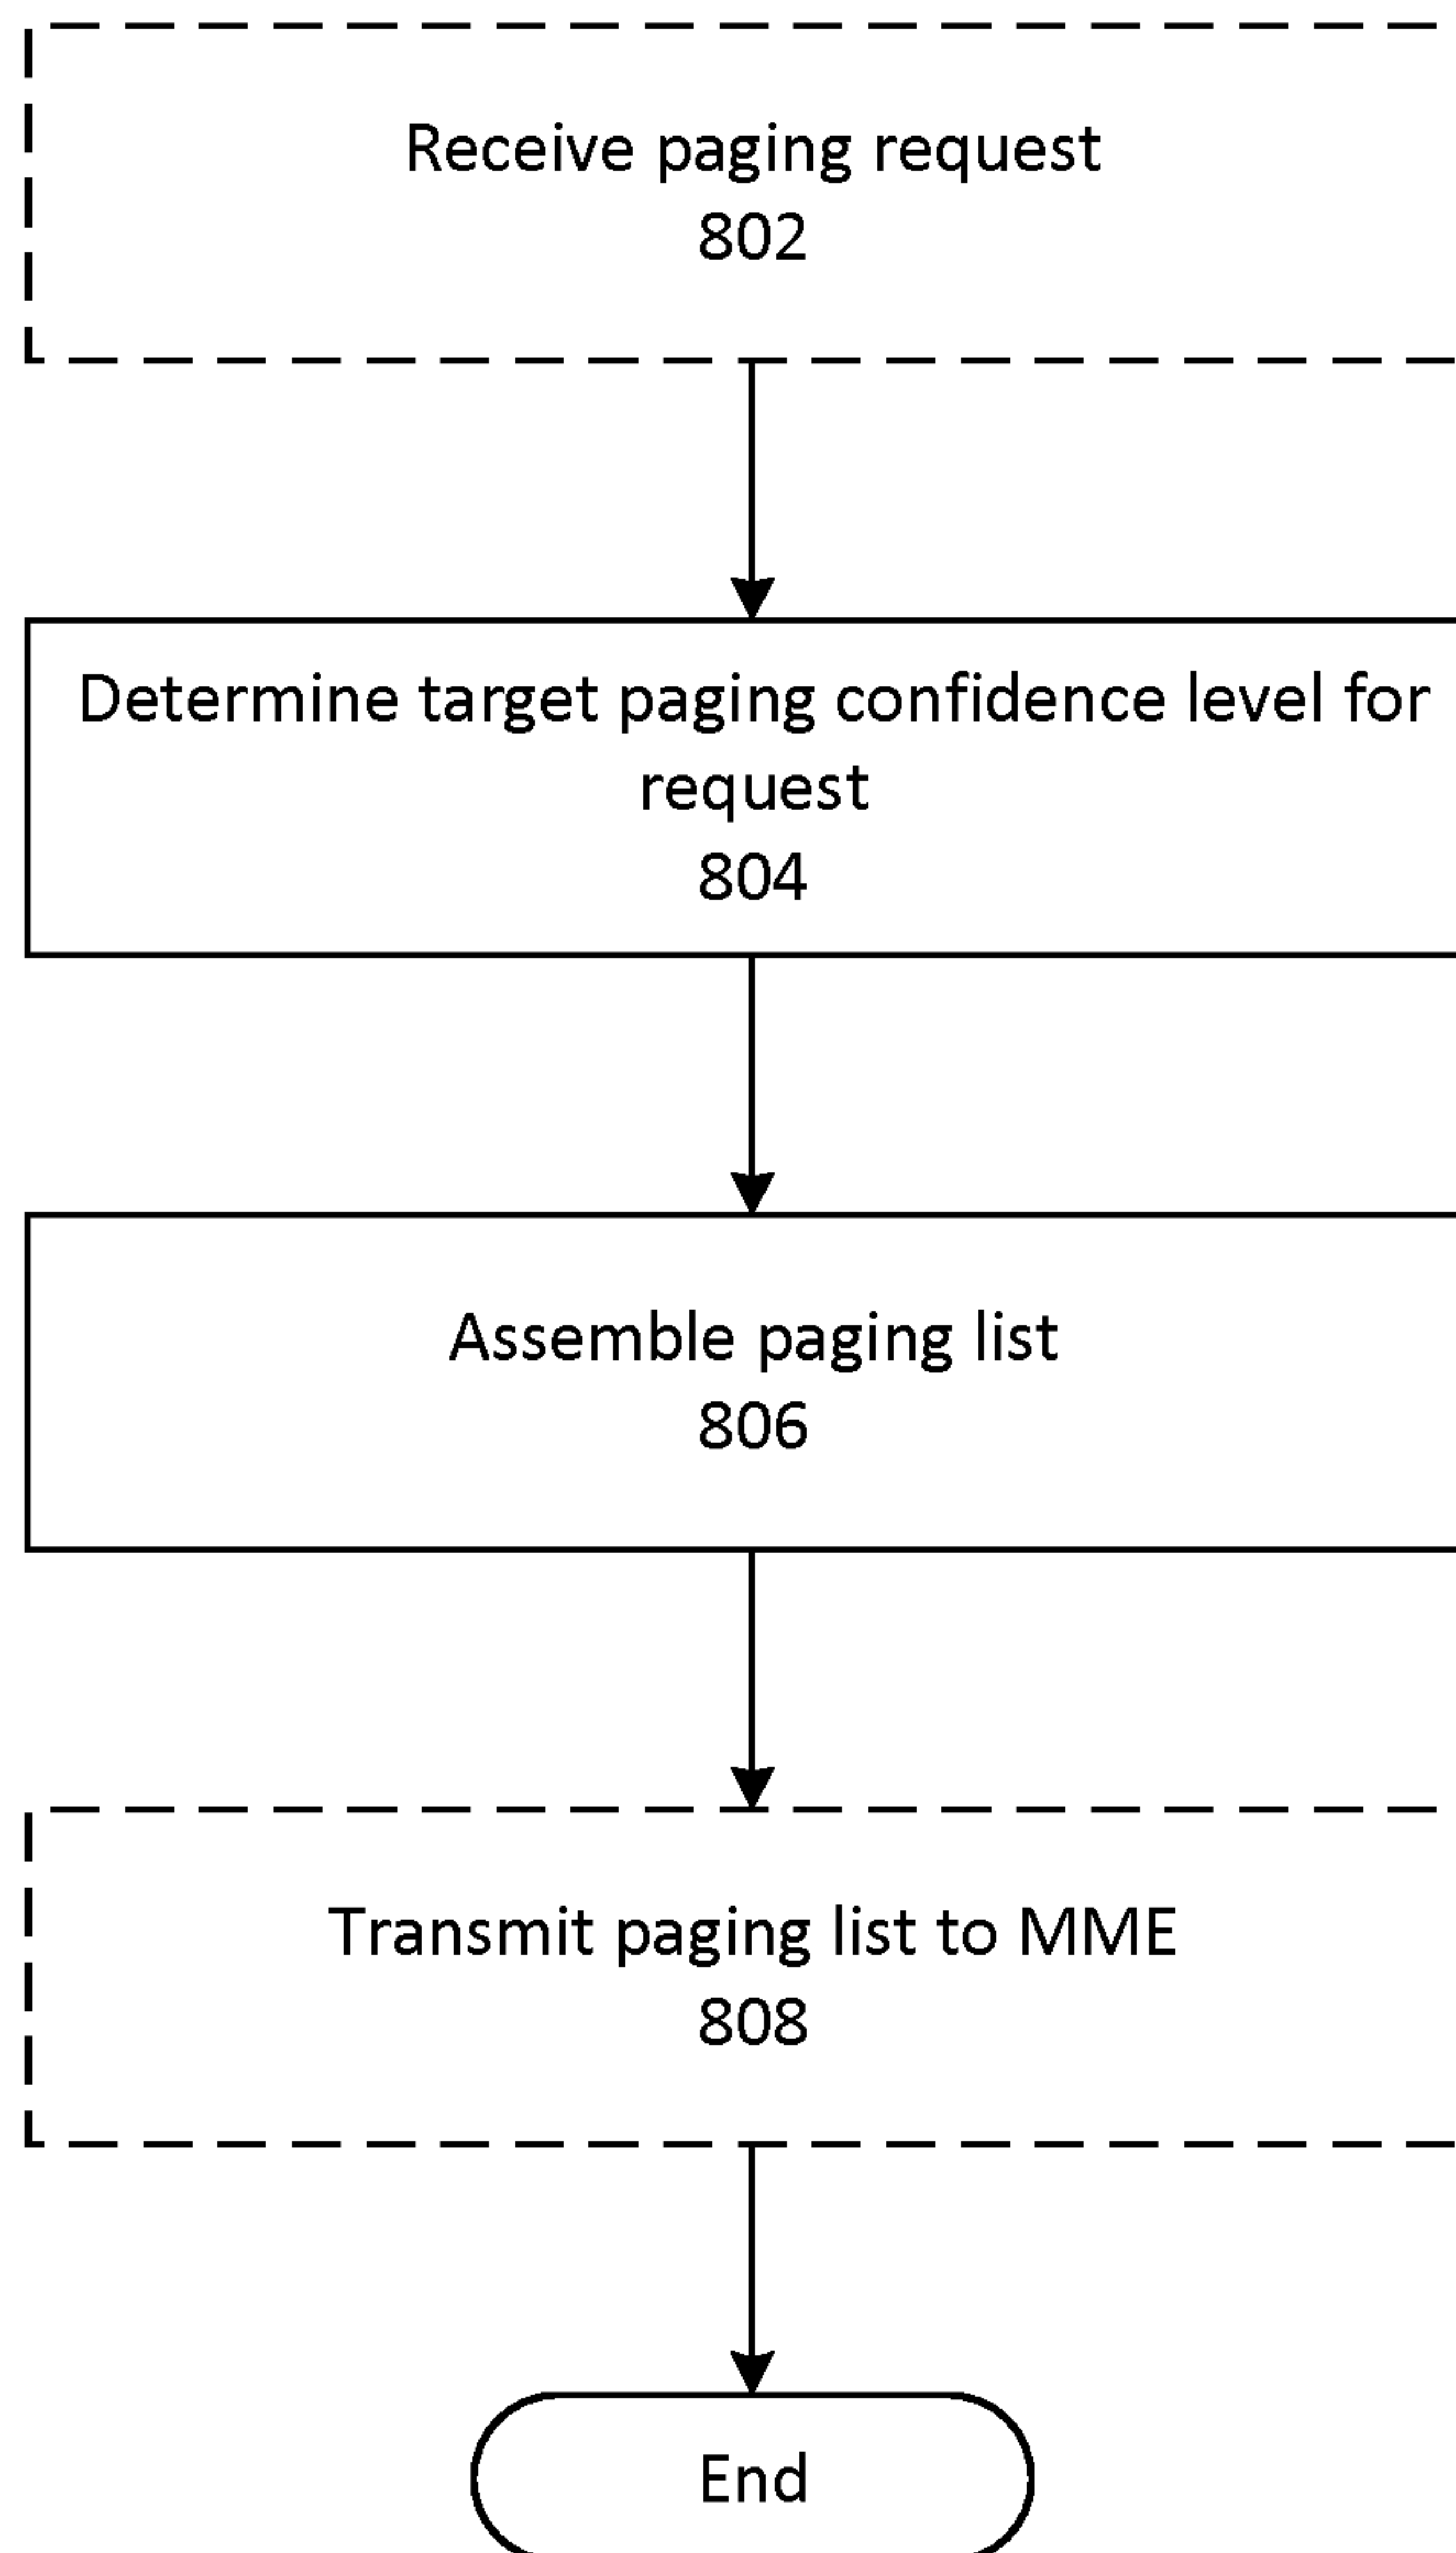 Receive paging request
802
Determine target paging confidence level for
request
804
Assemble paging list
806
Transmit paging list to MME
808
End